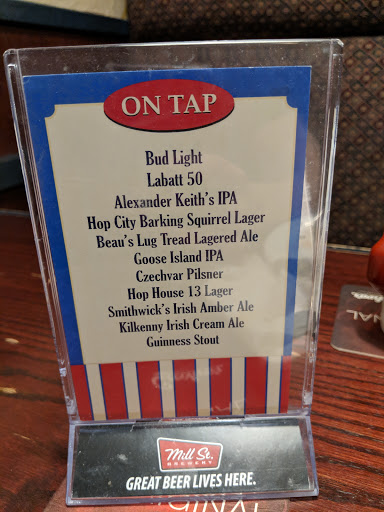 ON TAP
Bud Light
Labatt 50
Alexander Keith's IPA
Hop City Barking Squirrel Lager
Beau's Lug Tread Lagered Ale
Goose Island IPA
Czechvar Pilsner
Hop House 13 Lager
Smithwick's Irish Amber Ale
Kilkenny Irish Cream Ale
Guinness Stout
Mill St.
BREWERY
GREAT BEER LIVES HERE.